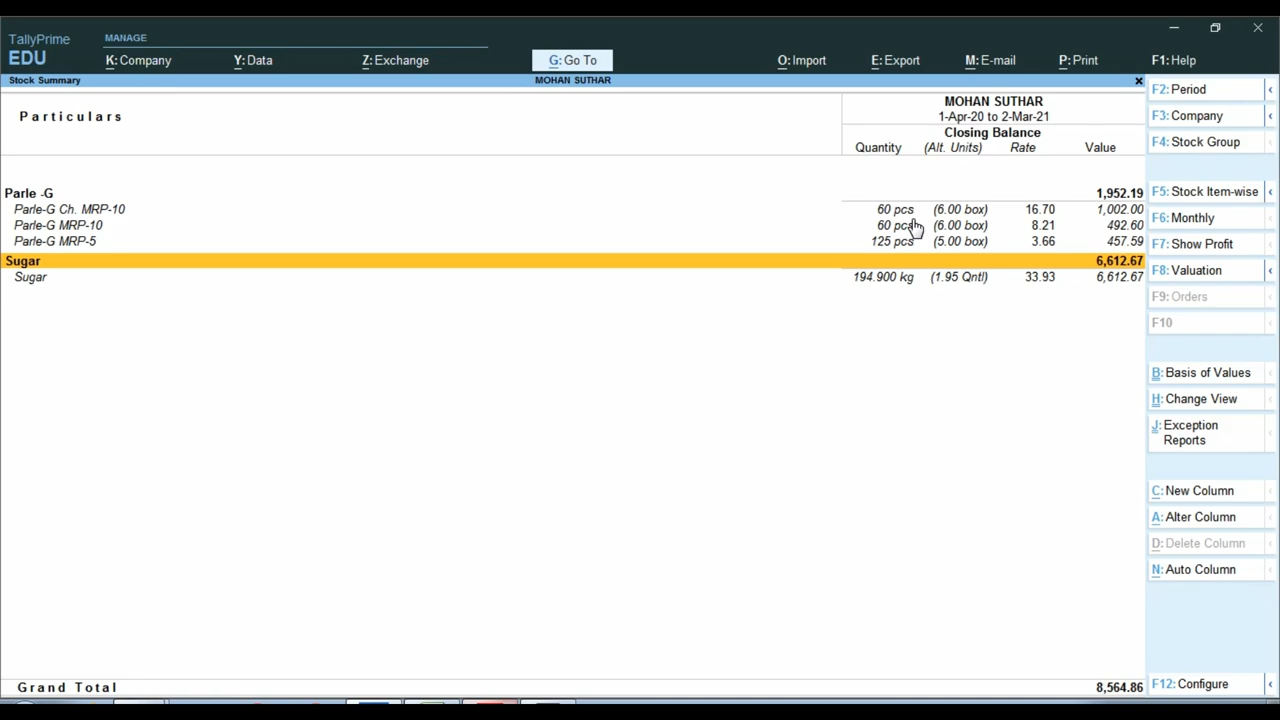 TallyPrime
EDU
MANAGE
K: Company Y: Data Z: Exchange G: Go To O: Import E: Export M: E-mail P: Print F1: Help
Stock Summary MOHAN SUTHAR x
Particulars
MOHAN SUTHAR
1-Apr-20 to 2-Mar-21
Closing Balance
Quantity (Alt. Units) Rate Value
Parle -G 1,952.19
Parle-G Ch. MRP-10 60 pcs (6.00 box) 16.70 1,002.00
Parle-G MRP-10 60 pcs (6.00 box) 8.21 492.60
Parle-G MRP-5 125 pcs (5.00 box) 3.66 457.59
Sugar 6,612.67
Sugar 194.900 kg (1.95 Qntl) 33.93 6,612.67
Grand Total 8,564.86
F2: Period
F3: Company
F4: Stock Group
F5: Stock Item-wise
F6: Monthly
F7: Show Profit
F8: Valuation
F9: Orders
F10
B: Basis of Values
H: Change View
J: Exception
Reports
C: New Column
A: Alter Column
D: Delete Column
N: Auto Column
F12: Configure